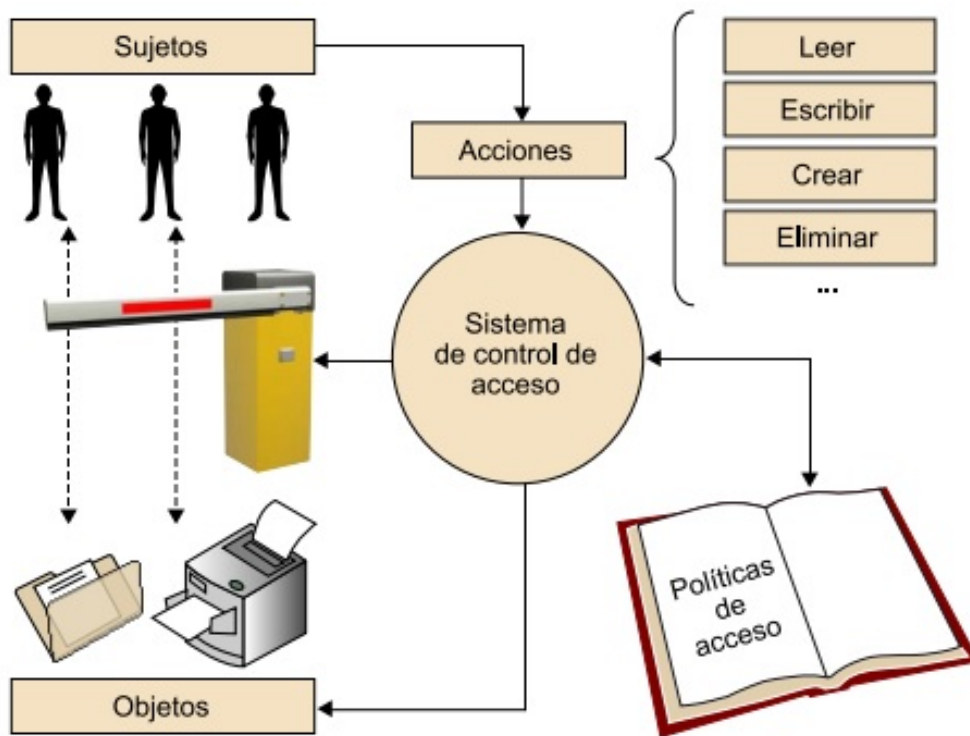 Sujetos
Leer
Escribir
Acciones
Crear
Eliminar
...
Sistema
de control de
acceso
Políticas
de
acceso
Objetos